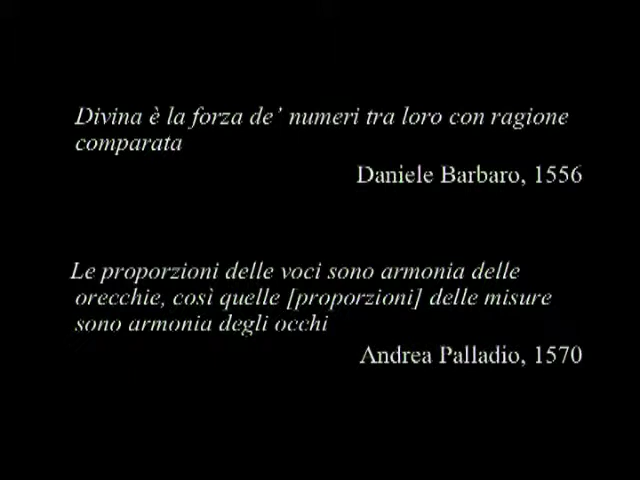 Divina è la forza de’ numeri tra loro con ragione
comparata
Daniele Barbaro, 1556
Le proporzioni delle voci sono armonia delle
orecchie, così quelle [proporzioni] delle misure
sono armonia degli occhi
Andrea Palladio, 1570